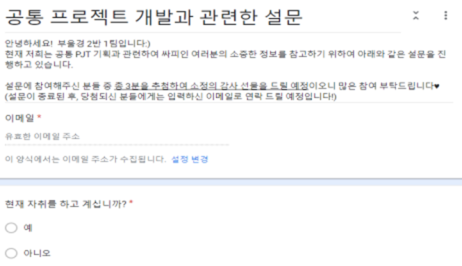 공통 프로젝트 개발과 관련한 설문
안녕하세요! 부울경 2반 1팀입니다:)
현재 저희는 공통 PJT 기획과 관련하여 싸피인 여러분의 소중한 정보를 참고하기 위하여 아래와 같은 설문을 진
행하고 있습니다.
설문에 참여해주신 분들 중 총 3분을 추첨하여 소정의 감사 선물을 드릴 예정이오니 많은 참여 부탁드립니다♥
(설문이 종료된 후, 당첨되신 분들에게는 입력하신 이메일로 연락 드릴 예정입니다!)
이메일 *
유효한 이메일 주소
이 양식에서는 이메일 주소가 수집됩니다. 설정 변경
현재 자취를 하고 계십니까? *
예
아니오